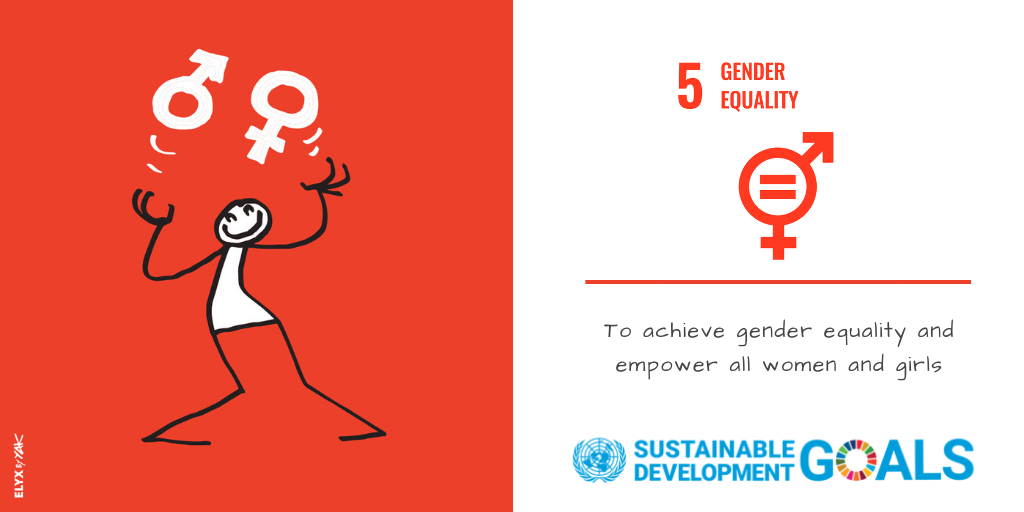 ELYX BY YAK
5 GENDER
EQUALITY
To achieve gender equality and
empower all women and girls
SUSTAINABLE
DEVELOPMENT GOALS